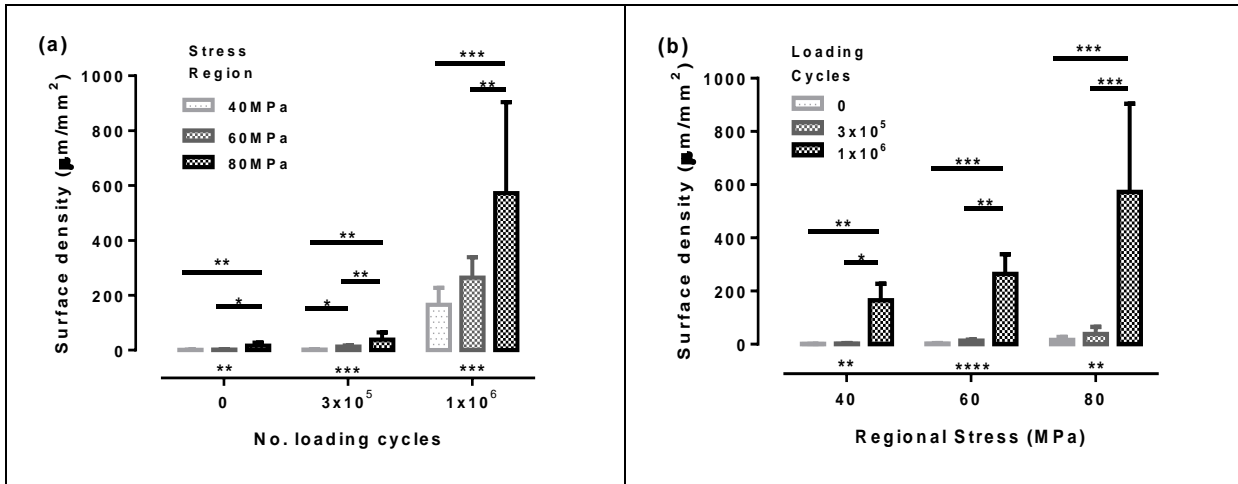 (a)
Stress
Region
40MPa
60MPa
80MPa
Surface density (μm/mm²)
1000
800
600
400
200
0
***
**
**
**
**
*
*
** *** ***
0 3x10⁵ 1x10⁶
No. loading cycles
(b)
Loading
Cycles
0
3x10⁵
1x10⁶
Surface density (μm/mm²)
1000
800
600
400
200
0
***
***
***
**
**
*
** **** **
40 60 80
Regional Stress (MPa)